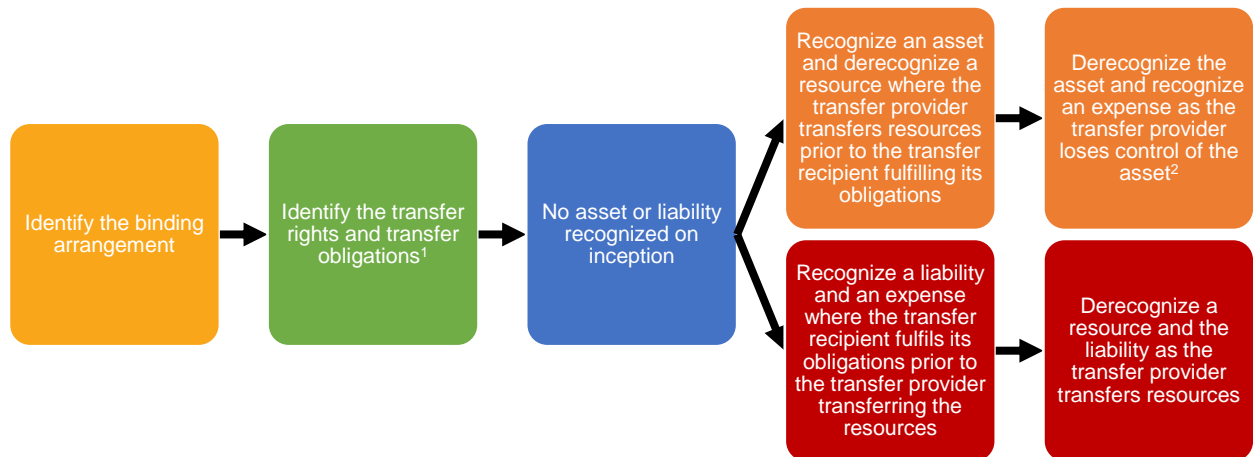 Identify the binding
arrangement
Identify the transfer
rights and transfer
obligations¹
No asset or liability
recognized on
inception
Recognize an asset
and derecognize a
resource where the
transfer provider
transfers resources
prior to the transfer
recipient fulfilling its
obligations
Derecognize the
asset and recognize
an expense as the
transfer provider
loses control of the
asset²
Recognize a liability
and an expense
where the transfer
recipient fulfils its
obligations prior to
the transfer provider
transferring the
resources
Derecognize a
resource and the
liability as the
transfer provider
transfers resources